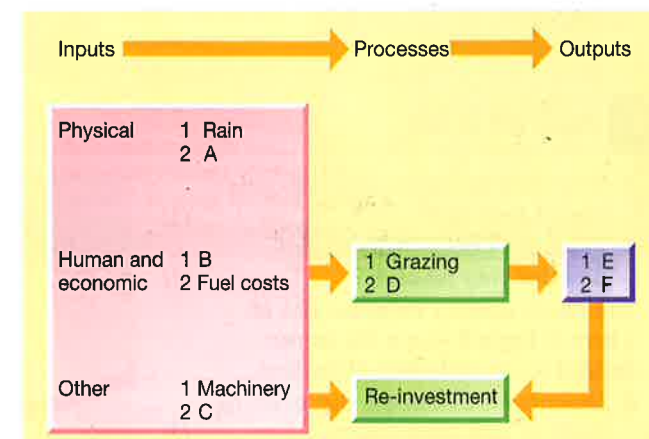 Inputs Processes Outputs
Physical 1 Rain
2 A
Human and 1 B
economic 2 Fuel costs
1 Grazing
2 D
1 E
2 F
Other 1 Machinery
2 C
Re-investment